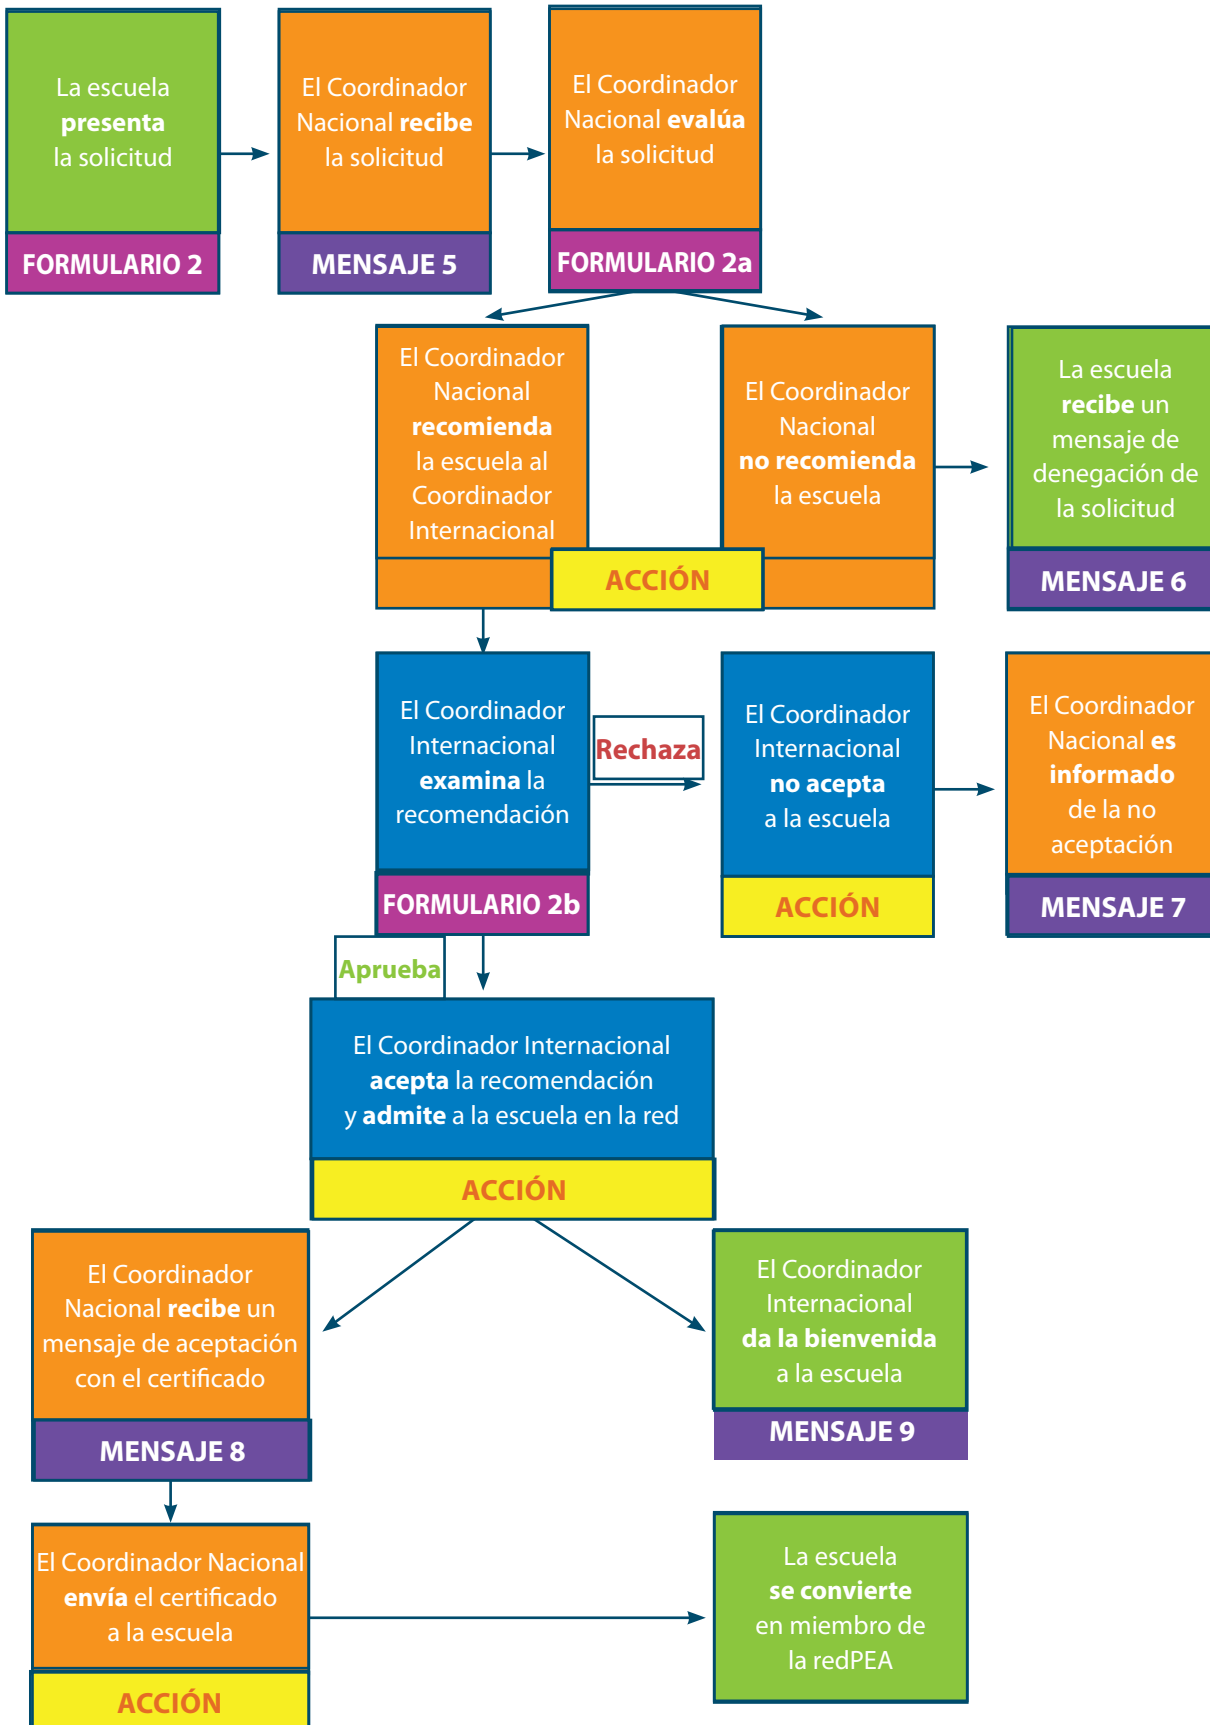 La escuela
presenta
la solicitud
FORMULARIO 2
El Coordinador
Nacional recibe
la solicitud
MENSAJE 5
El Coordinador
Nacional evalúa
la solicitud
FORMULARIO 2a
El Coordinador
Nacional
recomienda
la escuela al
Coordinador
Internacional
El Coordinador
Nacional
no recomienda
la escuela
ACCIÓN
La escuela
recibe un
mensaje de
denegación de
la solicitud
MENSAJE 6
El Coordinador
Internacional
examina la
recomendación
FORMULARIO 2b
Rechaza
El Coordinador
Internacional
no acepta
a la escuela
ACCIÓN
El Coordinador
Nacional es
informado
de la no
aceptación
MENSAJE 7
Aprueba
El Coordinador Internacional
acepta la recomendación
y admite a la escuela en la red
ACCIÓN
El Coordinador
Nacional recibe un
mensaje de aceptación
con el certificado
MENSAJE 8
El Coordinador
Internacional
da la bienvenida
a la escuela
MENSAJE 9
El Coordinador Nacional
envía el certificado
a la escuela
ACCIÓN
La escuela
se convierte
en miembro de
la redPEA